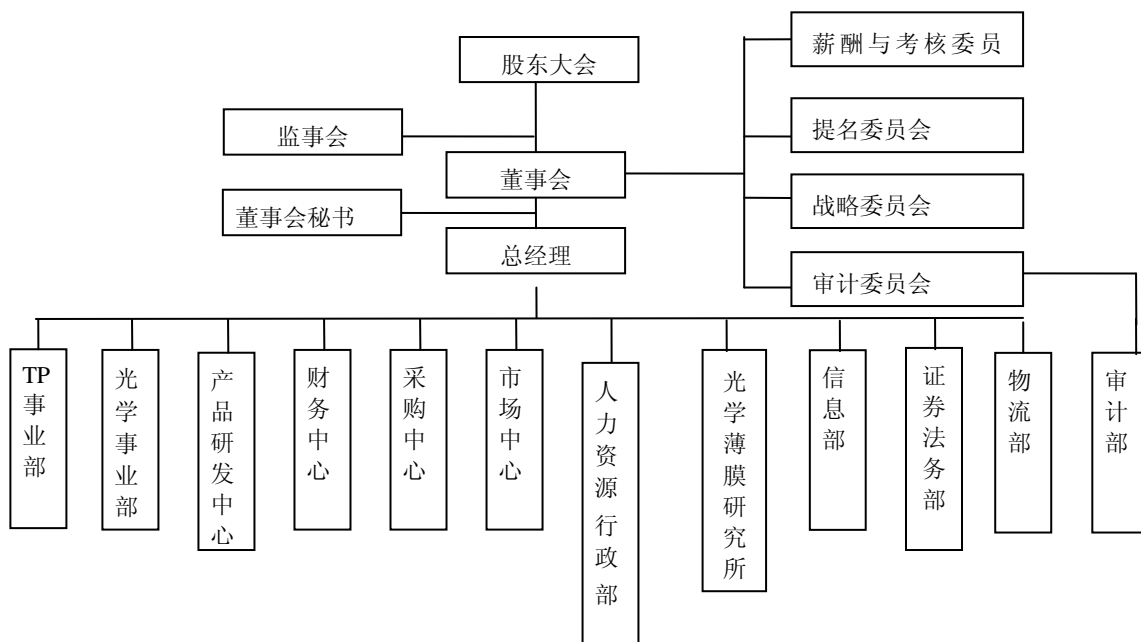 股东大会
薪酬与考核委员
监事会
提名委员会
董事会
董事会秘书
战略委员会
总经理
审计委员会
TP事业部
光学事业部
产品研发中心
财务中心
采购中心
市场中心
人力资源行政部
光学薄膜研究所
信息部
证券法务部
物流部
审计部